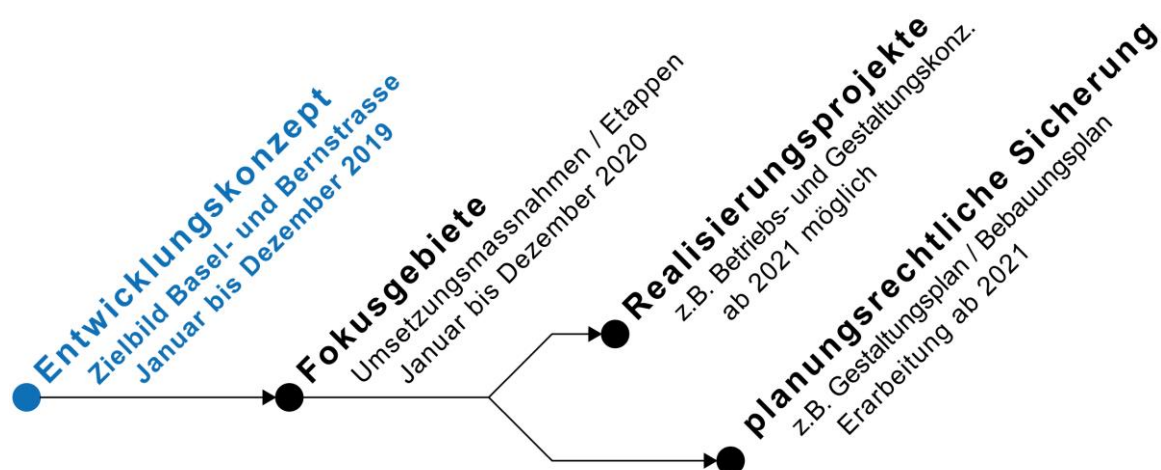 Entwicklungskonzept
Zielbild Basel- und Bernstrasse
Januar bis Dezember 2019
Fokusgebiete
Umsetzungsmassnahmen / Etappen
Januar bis Dezember 2020
Realisierungsprojekte
z.B. Betriebs- und Gestaltungskonz.
ab 2021 möglich
planungsrechtliche Sicherung
z.B. Gestaltungsplan / Bebauungsplan
Erarbeitung ab 2021